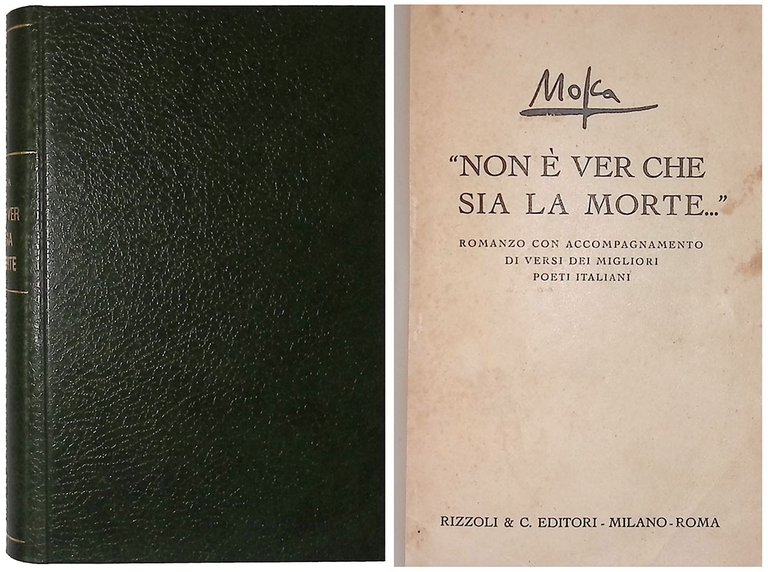 VER
Mosca
“NON È VER CHE
SIA LA MORTE...”
ROMANZO CON ACCOMPAGNAMENTO
DI VERSI DEI MIGLIORI
POETI ITALIANI
RIZZOLI & C. EDITORI - MILANO - ROMA